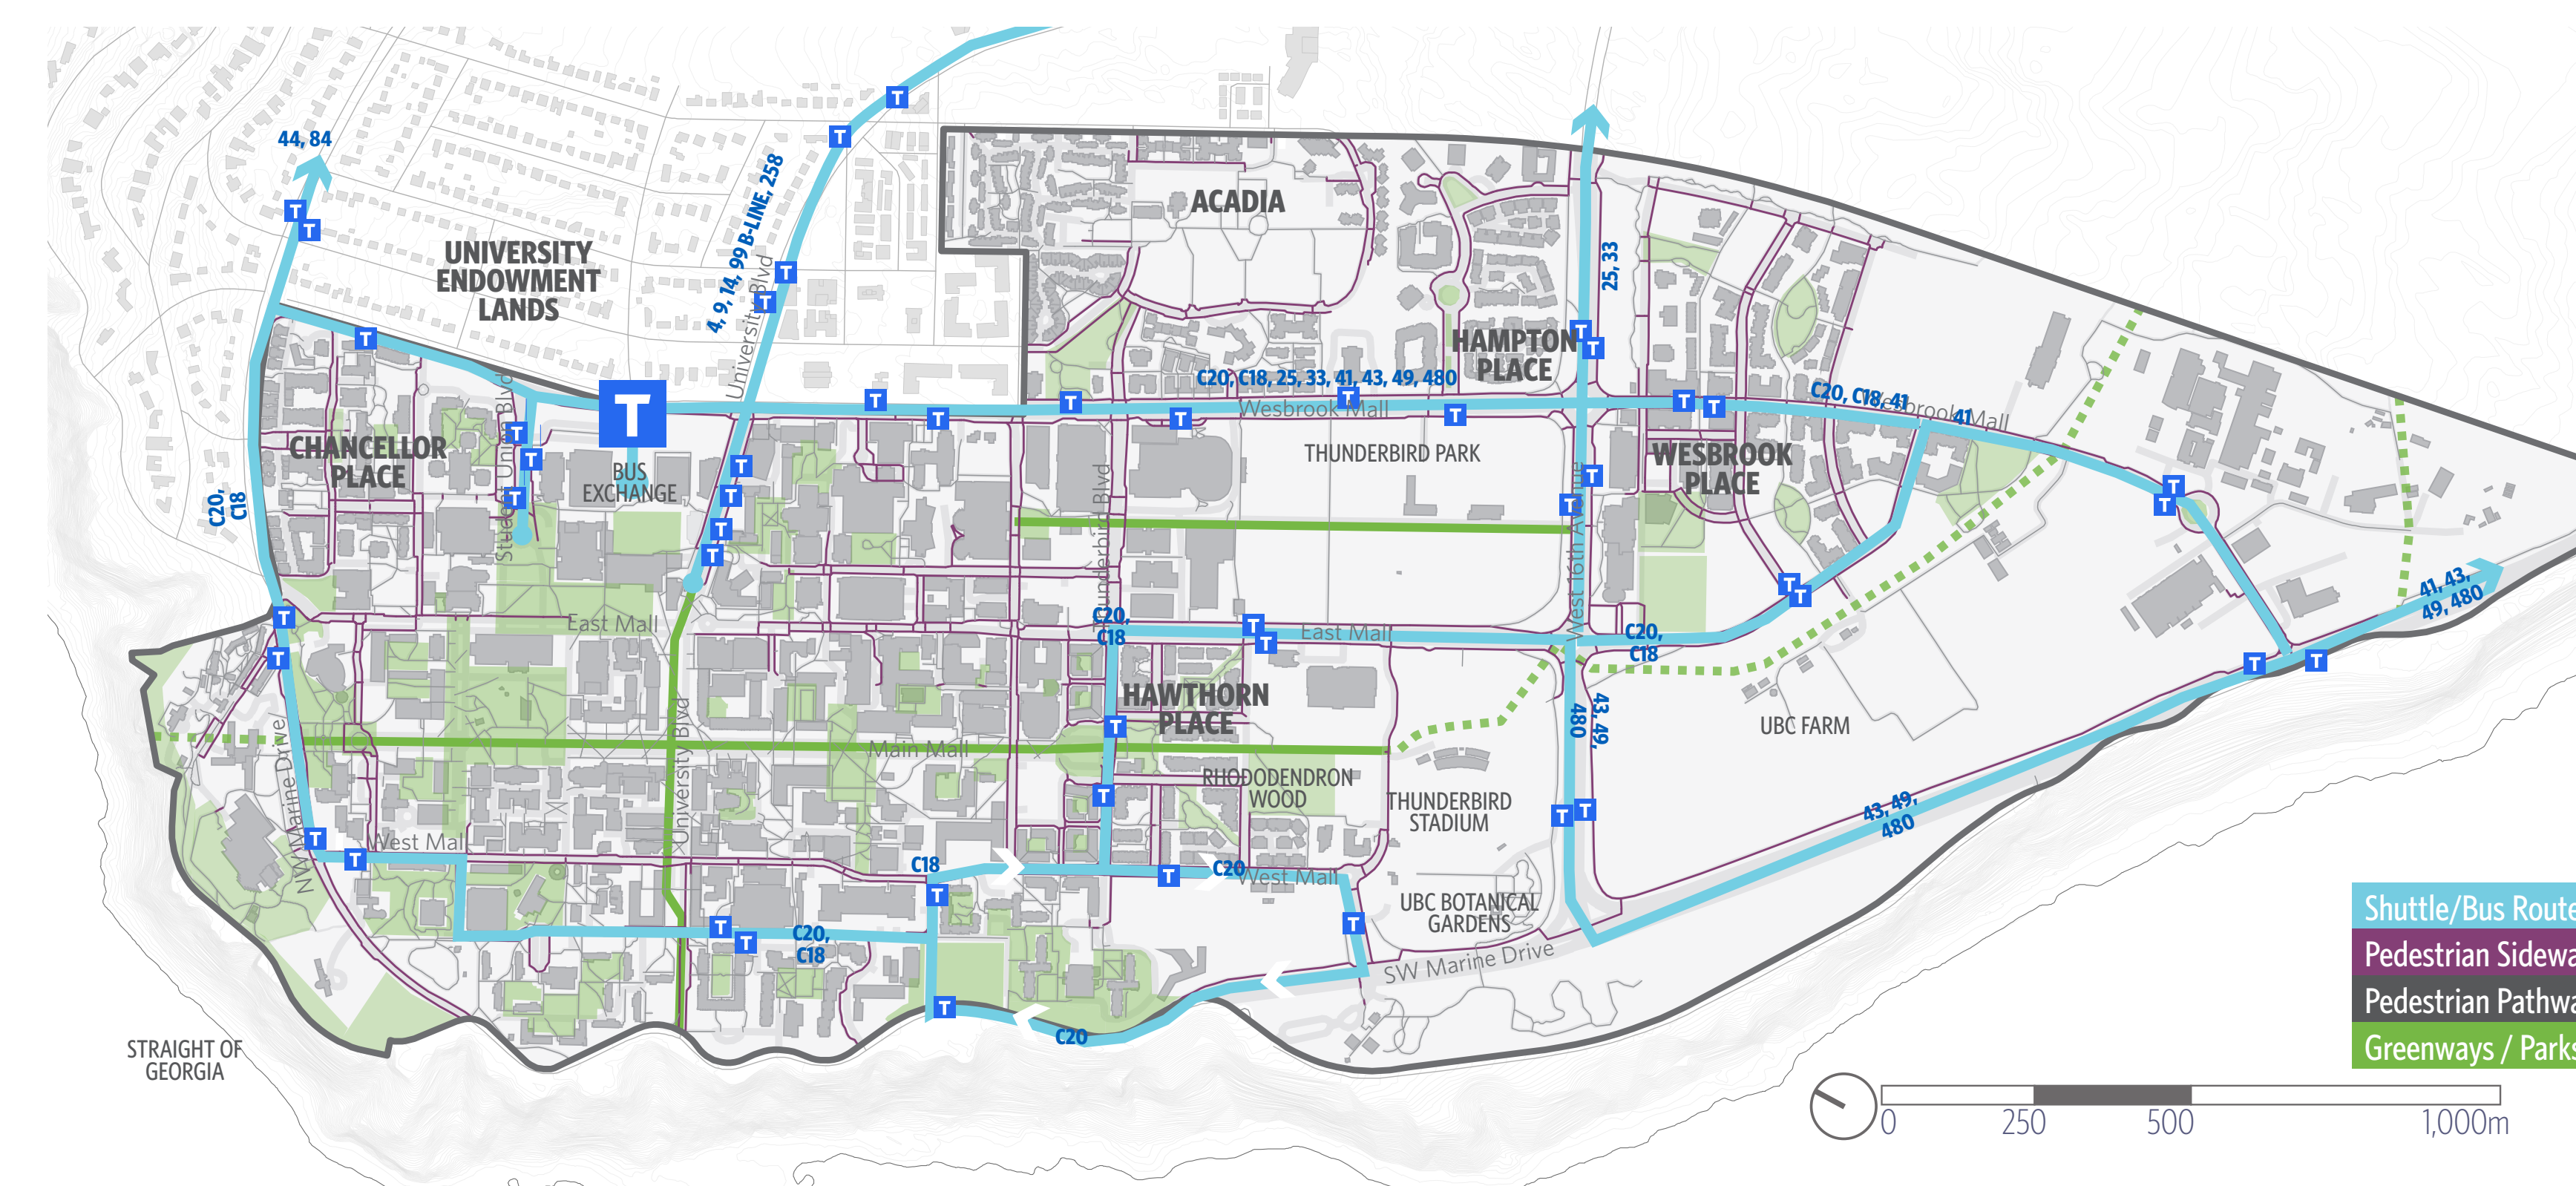 44, 84
4, 9, 14, 99 B-LINE, 258
University Blvd
UNIVERSITY
ENDOWMENT
LANDS
ACADIA
25, 33
HAMPTON
PLACE
C20, C18, 25, 33, 41, 43, 49, 480
Wesbrook Mall
C20, C18, 41
Wesbrook Mall
41
CHANCELLOR
PLACE
Student Union Blvd
T
BUS
EXCHANGE
THUNDERBIRD PARK
WESBROOK
PLACE
C20,
C18
Thunderbird Blvd
West 16th Avenue
East Mall
C20,
C18
East Mall
C20,
C18
41, 43,
49, 480
HAWTHORN
PLACE
43, 49,
480
UBC FARM
NW Marine Drive
University Blvd
Main Mall
RHODODENDRON
WOOD
THUNDERBIRD
STADIUM
43, 49,
480
West Mall
C18
C20
West Mall
UBC BOTANICAL
GARDENS
C20,
C18
SW Marine Drive
C20
STRAIGHT OF
GEORGIA
Shuttle/Bus Route
Pedestrian Sidewa
Pedestrian Pathwa
Greenways / Parks
0 250 500 1,000m